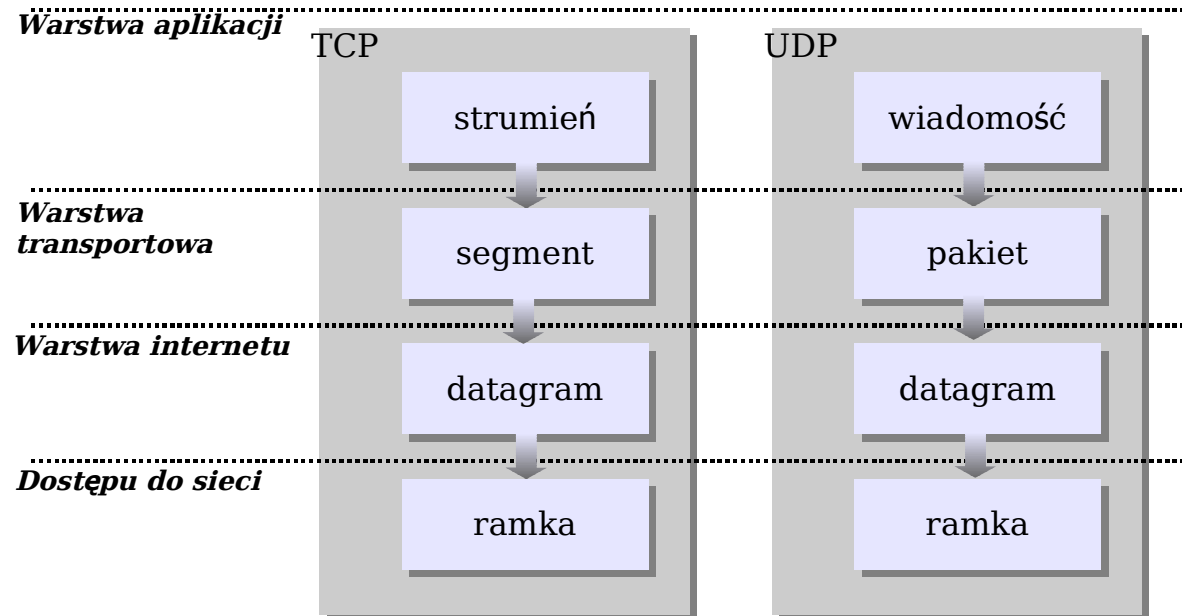 Warstwa aplikacji
TCP
UDP
strumień
wiadomość
Warstwa
transportowa
segment
pakiet
Warstwa internetu
datagram
datagram
Dostępu do sieci
ramka
ramka